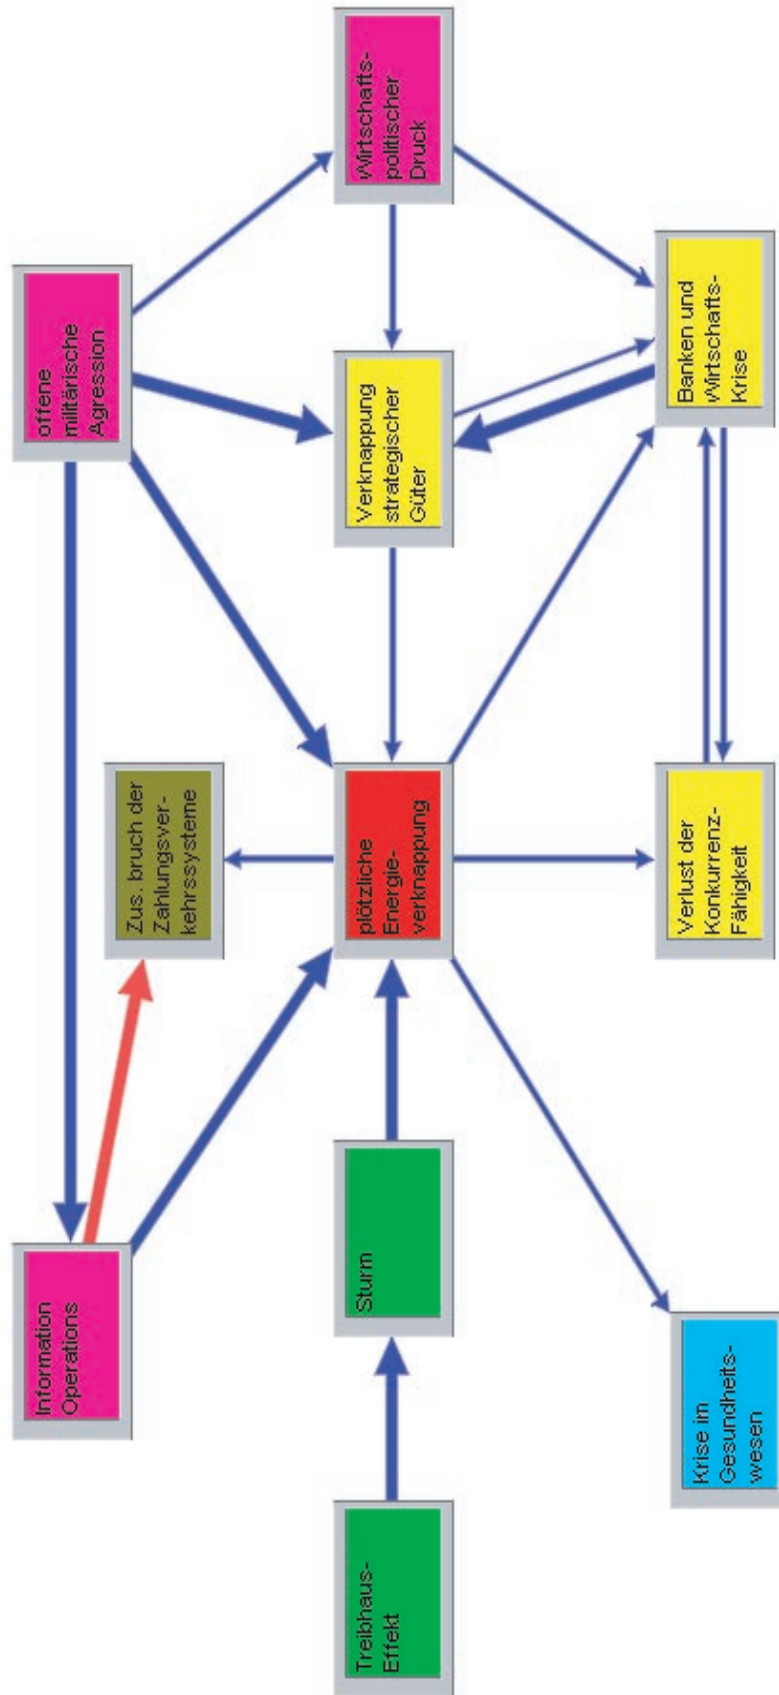 Information
Operations
offene
militärische
Agression
Zus. bruch der
Zahlungsver-
kehrssysteme
Treibhaus-
Effekt
Sturm
plötzliche
Energie-
verknappung
Verknappung
strategischer
Güter
Wirtschafts-
politischer
Druck
Krise im
Gesundheits-
wesen
Verlust der
Konkurrenz-
Fähigkeit
Banken und
Wirtschafts-
Krise